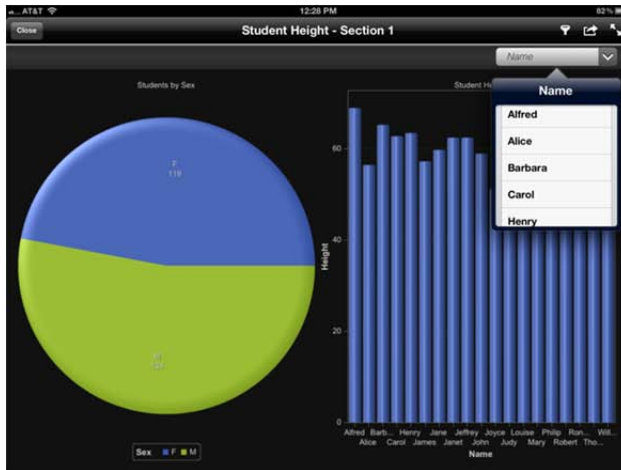 AT&T 12:28 PM 82%
Close Student Height - Section 1
Name
Students by Sex
Student
Name
Alfred
Alice
Barbara
Carol
Henry
F
119
60
40
20
0
Height
Alfred Barb... Henry Jane Jeffrey Joyce Louise Philip Ron... Will...
Alice Carol James Janet John Judy Mary Robert Tho...
Name
Sex F M